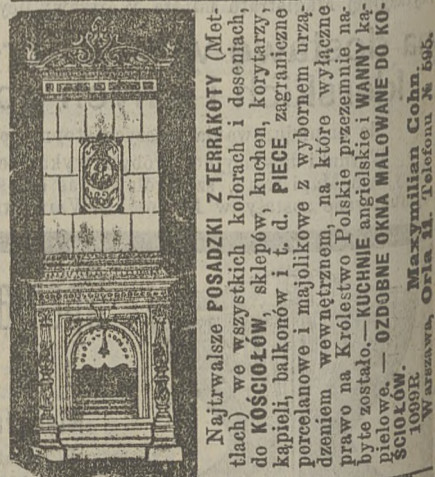 Najtrwalsze POSADZKI Z TERRAKOTY (Met-
tlach) we wszystkich kolorach i deseniach,
do KOŚCIOŁÓW, sklepów, kuchen, korytarzy,
kąpieli, balkonów i t. d. PIECE zagraniczne
porcelanowe i majolikowe z wybornem urzą-
dzeniem wewnętrznem, na które wyłączne
prawo na Królestwo Polskie przezemnie na-
byte zostało.—KUCHNIE angielskie i WANNY ką-
pielowe. — OZDOBNE OKNA MALOWANE DO KO-
ŚCIOŁÓW.
Maxymilian Cohn.
1099R Warszawa, Orla 11. Telefonu № 595.